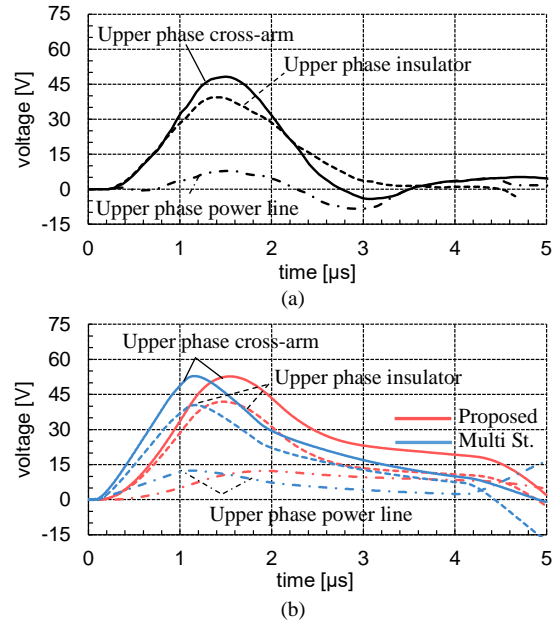 75
Upper phase cross-arm
60
Upper phase insulator
45
30
15
0
Upper phase power line
-15
voltage [V]
0 1 2 3 4 5
time [µs]
(a)
75
Upper phase cross-arm
60
Upper phase insulator
45
Proposed
30
Multi St.
15
0
Upper phase power line
-15
voltage [V]
0 1 2 3 4 5
time [µs]
(b)